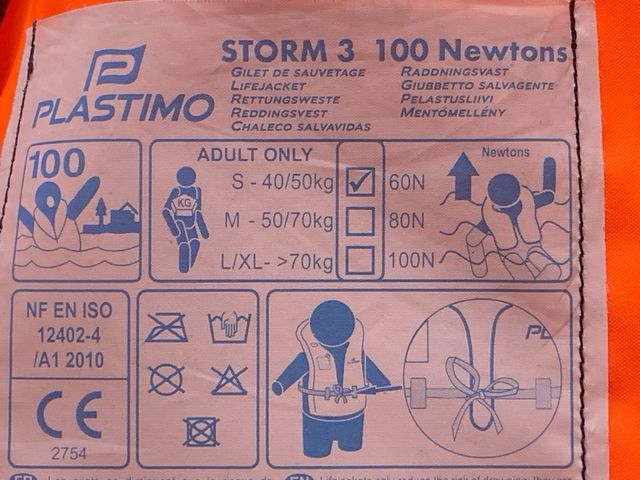 STORM 3 100 Newtons
PLASTIMO
GILET DE SAUVETAGE
LIFEJACKET
RETTUNGSWESTE
REDDINGSVEST
CHALECO SALVAVIDAS
RADDNINGSVAST
GIUBBETTO SALVAGENTE
PELASTUSLIIVI
MENTÓMELLÉNY
100
ADULT ONLY
KG
S - 40/50kg 60N
M - 50/70kg 80N
L/XL- >70kg 100N
Newtons
NF EN ISO
12402-4
/A1 2010
CE
2754
PL